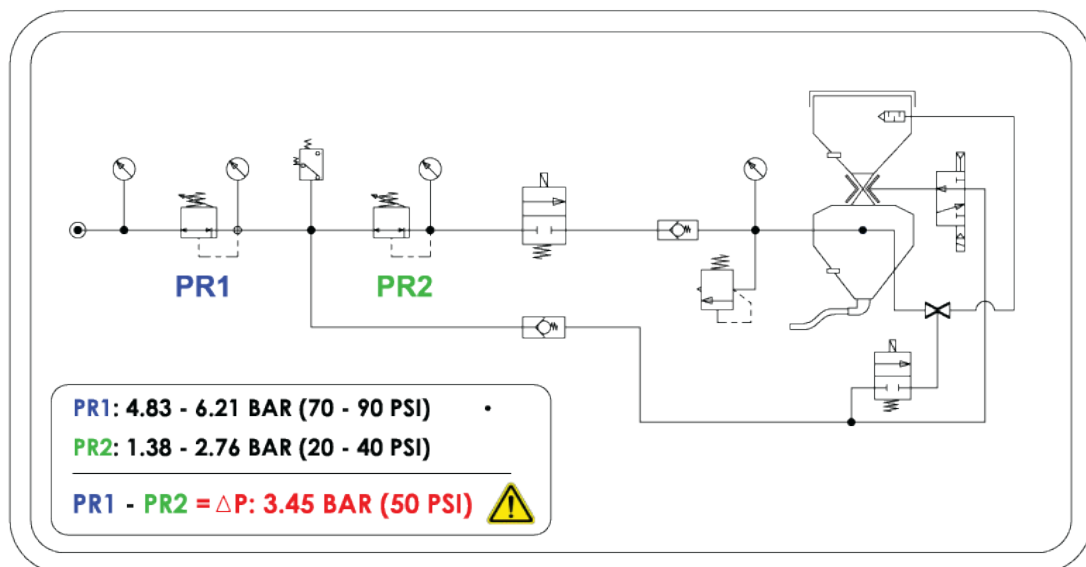 PR1
PR2
PR1: 4.83 - 6.21 BAR (70 - 90 PSI)
PR2: 1.38 - 2.76 BAR (20 - 40 PSI)
PR1 - PR2 = △P: 3.45 BAR (50 PSI)